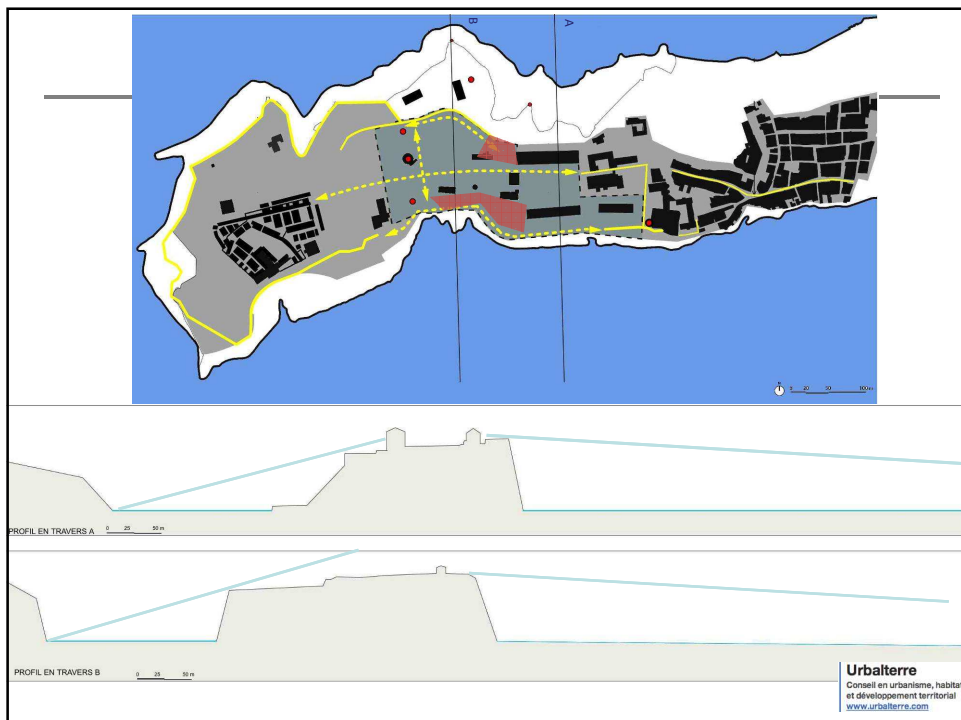 B
A
0 20 50 100 m
PROFIL EN TRAVERS A
0 25 50 m
PROFIL EN TRAVERS B
0 25 50 m
Urbalterre
Conseil en urbanisme, habitat
et développement territorial
www.urbalterre.com